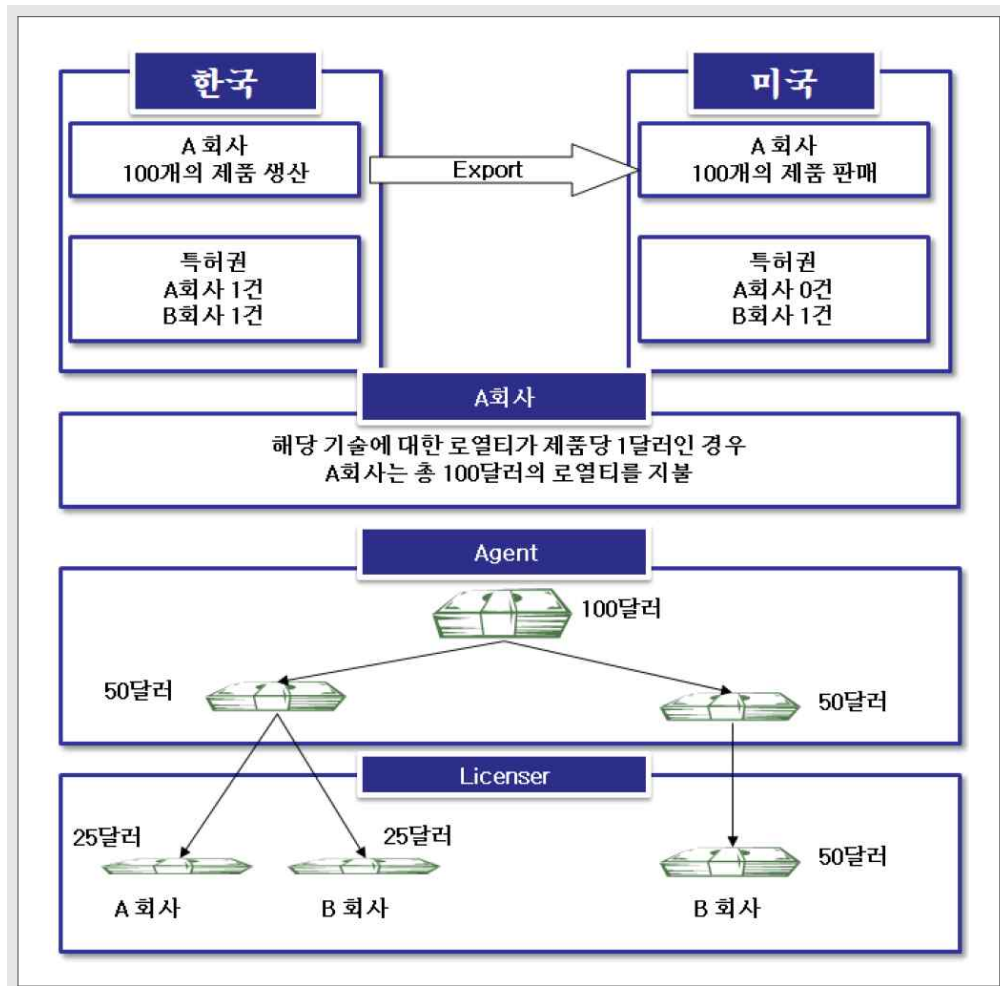 한국
미국
A 회사
100개의 제품 생산
Export
A 회사
100개의 제품 판매
특허권
A회사 1건
B회사 1건
특허권
A회사 0건
B회사 1건
A회사
해당 기술에 대한 로열티가 제품당 1달러인 경우
A회사는 총 100달러의 로열티를 지불
Agent
100달러
50달러
50달러
Licenser
25달러
25달러
50달러
A 회사
B 회사
B 회사